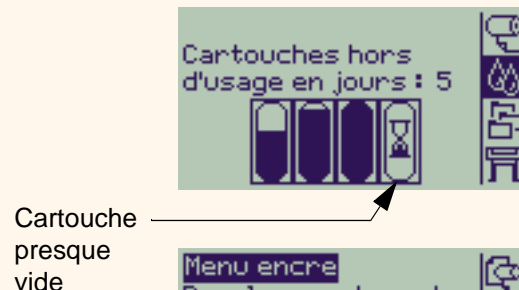 Cartouches hors
d'usage en jours : 5
Cartouche
presque
vide
Menu encre